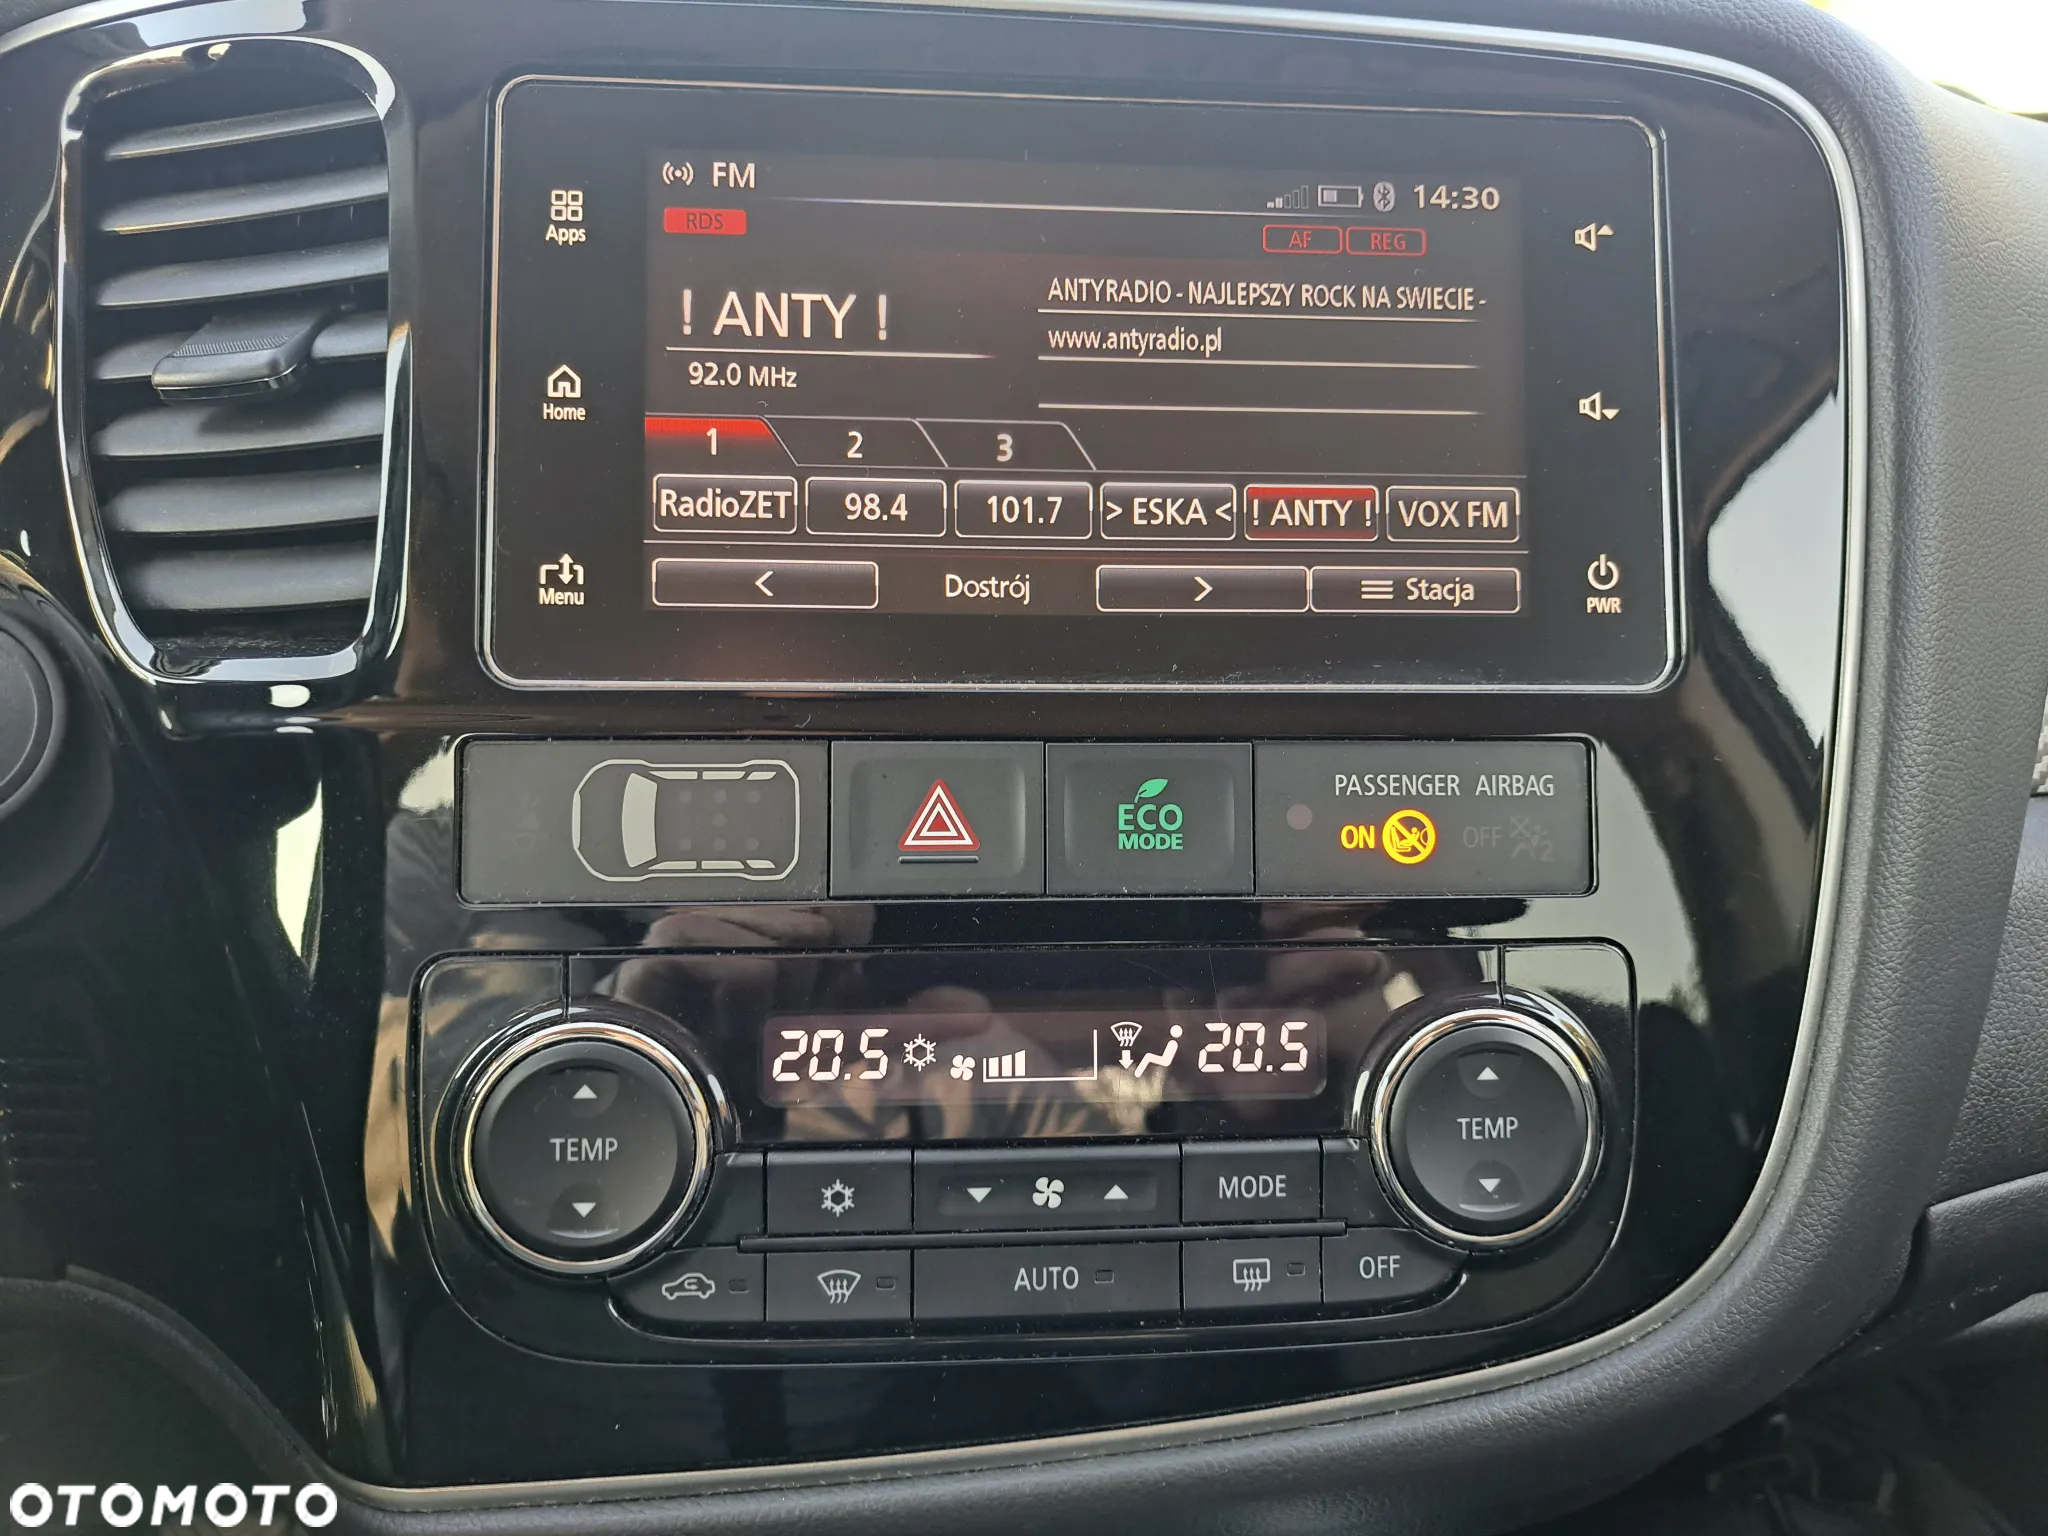 FM
14:30
RDS
AF REG
Apps
! ANTY !
ANTYRADIO - NAJLEPSZY ROCK NA SWIECIE -
www.antyradio.pl
92.0 MHz
Home
1 2 3
RadioZET 98.4 101.7 > ESKA < ! ANTY ! VOX FM
Menu
< Dostrój > Stacja
PWR
PASSENGER AIRBAG
ECO
MODE
ON OFF
2
20.5 20.5
TEMP
TEMP
MODE
AUTO
OFF
OTOMOTO